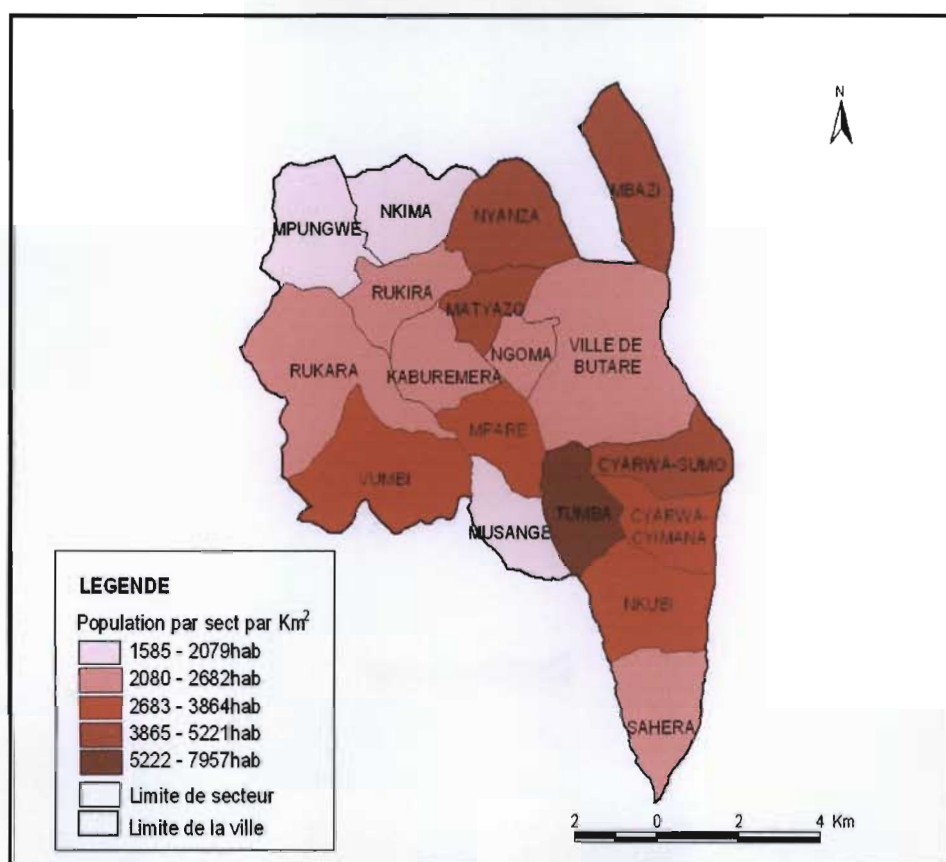 N
MBAZI
NKIMA
NYANZA
MPUNGWE
RUKIRA
MATYAZO
NGOMA
VILLE DE
BUTARE
RUKARA
KABUREMERA
MPARE
CYARWA-SUMO
VUMBI
TUMBA
CYARWA-
CYIMANA
MUSANGE
NKUBI
SAHERA
LEGENDE
Population par sect par Km²
1585 - 2079hab
2080 - 2682hab
2683 - 3864hab
3865 - 5221hab
5222 - 7957hab
Limite de secteur
Limite de la ville
2 0 2 4 Km